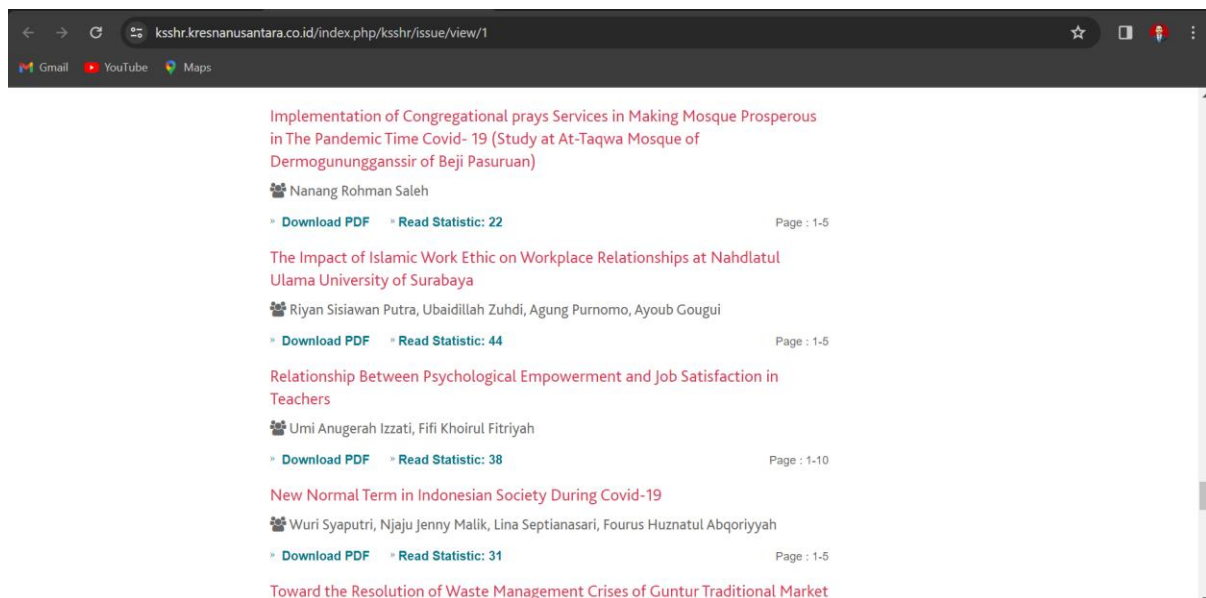 ksshr.kresnanusantara.co.id/index.php/ksshr/issue/view/1
Gmail YouTube Maps
Implementation of Congregational prays Services in Making Mosque Prosperous
in The Pandemic Time Covid- 19 (Study at At-Taqwa Mosque of
Dermogunungganssir of Beji Pasuruan)
Nanang Rohman Saleh
» Download PDF » Read Statistic: 22 Page : 1-5
The Impact of Islamic Work Ethic on Workplace Relationships at Nahdlatul
Ulama University of Surabaya
Riyan Sisiawan Putra, Ubaidillah Zuhdi, Agung Purnomo, Ayoub Gougui
» Download PDF » Read Statistic: 44 Page : 1-5
Relationship Between Psychological Empowerment and Job Satisfaction in
Teachers
Umi Anugerah Izzati, Fifi Khoirul Fitriyah
» Download PDF » Read Statistic: 38 Page : 1-10
New Normal Term in Indonesian Society During Covid-19
Wuri Syaputri, Njaju Jenny Malik, Lina Septianasari, Fourus Huznatul Abqoriyyah
» Download PDF » Read Statistic: 31 Page : 1-5
Toward the Resolution of Waste Management Crises of Guntur Traditional Market